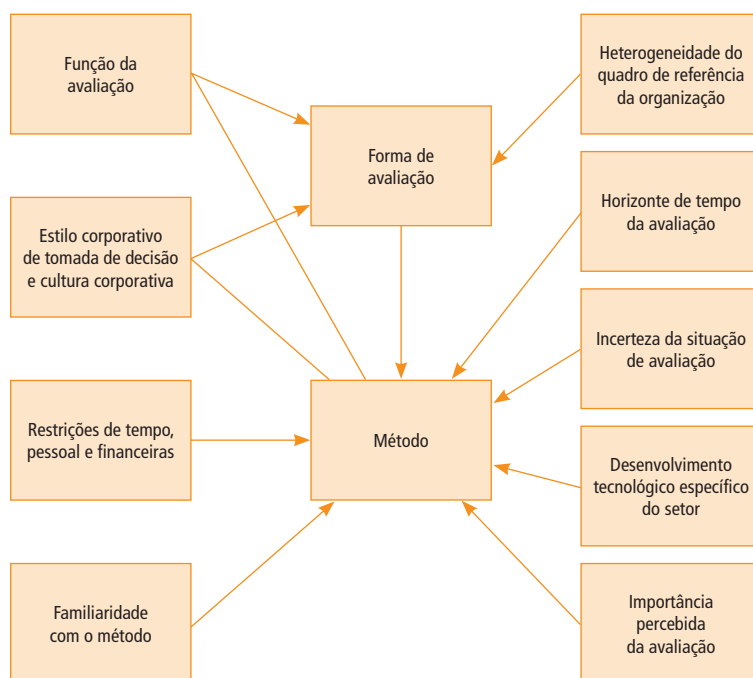 Função da
avaliação
Estilo corporativo
de tomada de decisão
e cultura corporativa
Restrições de tempo,
pessoal e financeiras
Familiaridade
com o método
Forma de
avaliação
Método
Heterogeneidade do
quadro de referência
da organização
Horizonte de tempo
da avaliação
Incerteza da situação
de avaliação
Desenvolvimento
tecnológico específico
do setor
Importância
percebida
da avaliação